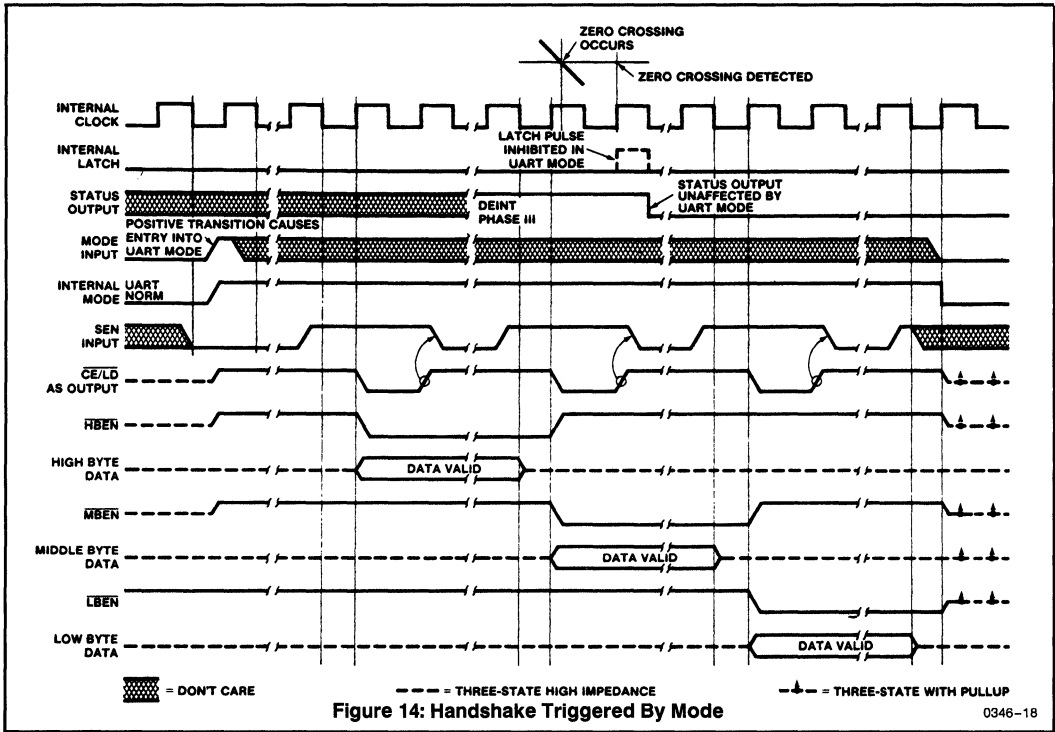 ZERO CROSSING
OCCURS
ZERO CROSSING DETECTED
INTERNAL
CLOCK
LATCH PULSE
INHIBITED IN
UART MODE
INTERNAL
LATCH
STATUS
OUTPUT
DEINT
PHASE III
STATUS OUTPUT
UNAFFECTED BY
UART MODE
POSITIVE TRANSITION CAUSES
ENTRY INTO
UART MODE
MODE
INPUT
INTERNAL UART
MODE NORM
SEN
INPUT
CE/LD
AS OUTPUT
HBEN
HIGH BYTE
DATA
DATA VALID
MBEN
MIDDLE BYTE
DATA
DATA VALID
LBEN
LOW BYTE
DATA
DATA VALID
= DON'T CARE
= THREE-STATE HIGH IMPEDANCE
= THREE-STATE WITH PULLUP
Figure 14: Handshake Triggered By Mode
0346-18